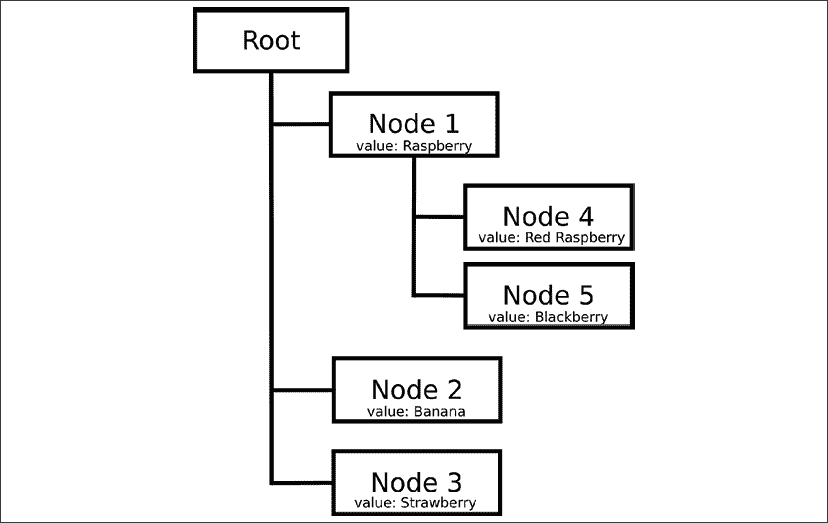 Root
Node 1
value: Raspberry
Node 4
value: Red Raspberry
Node 5
value: Blackberry
Node 2
value: Banana
Node 3
value: Strawberry